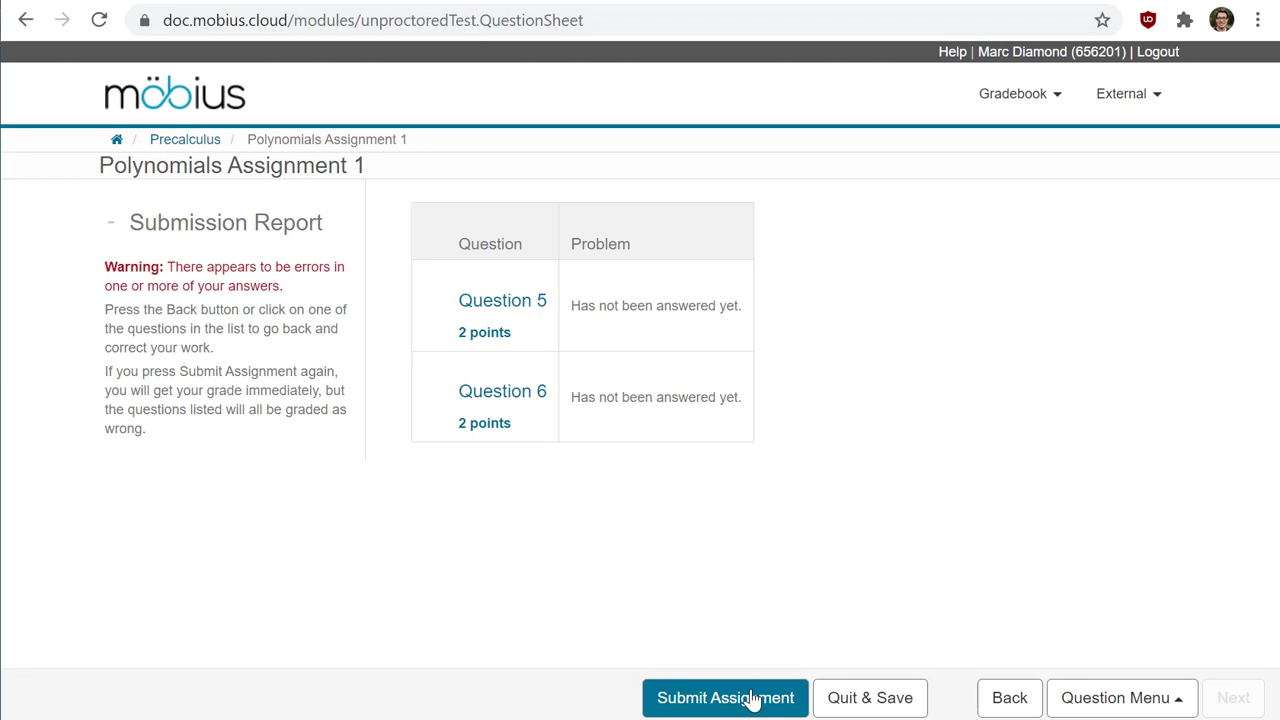 doc.mobius.cloud/modules/unproctoredTest.QuestionSheet
Help | Marc Diamond (656201) | Logout
möbius
Gradebook
External
Precalculus / Polynomials Assignment 1
Polynomials Assignment 1
- Submission Report
Warning: There appears to be errors in
one or more of your answers.
Press the Back button or click on one of
the questions in the list to go back and
correct your work.
If you press Submit Assignment again,
you will get your grade immediately, but
the questions listed will all be graded as
wrong.
Question Problem
Question 5
2 points
Has not been answered yet.
Question 6
2 points
Has not been answered yet.
Submit Assignment
Quit & Save
Back
Question Menu
Next